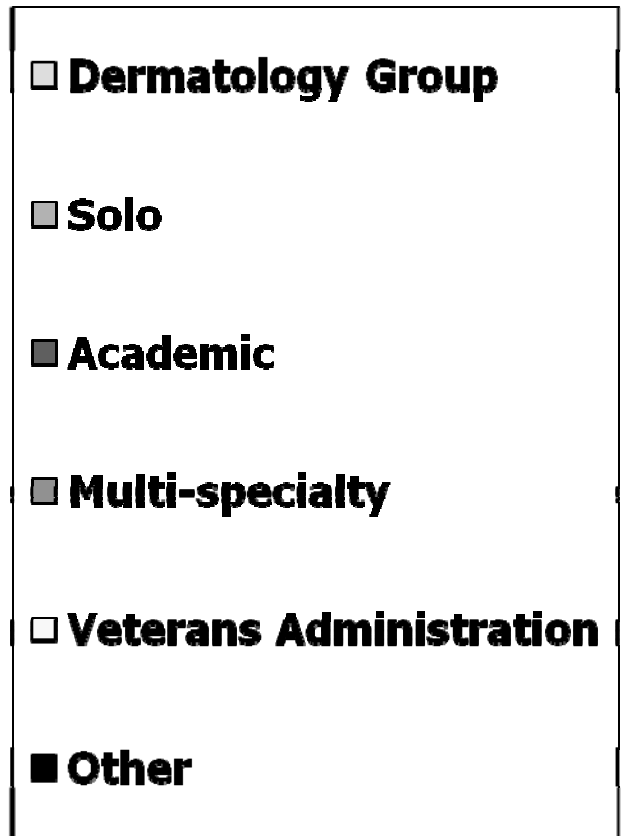 Dermatology Group
Solo
Academic
Multi-specialty
Veterans Administration
Other